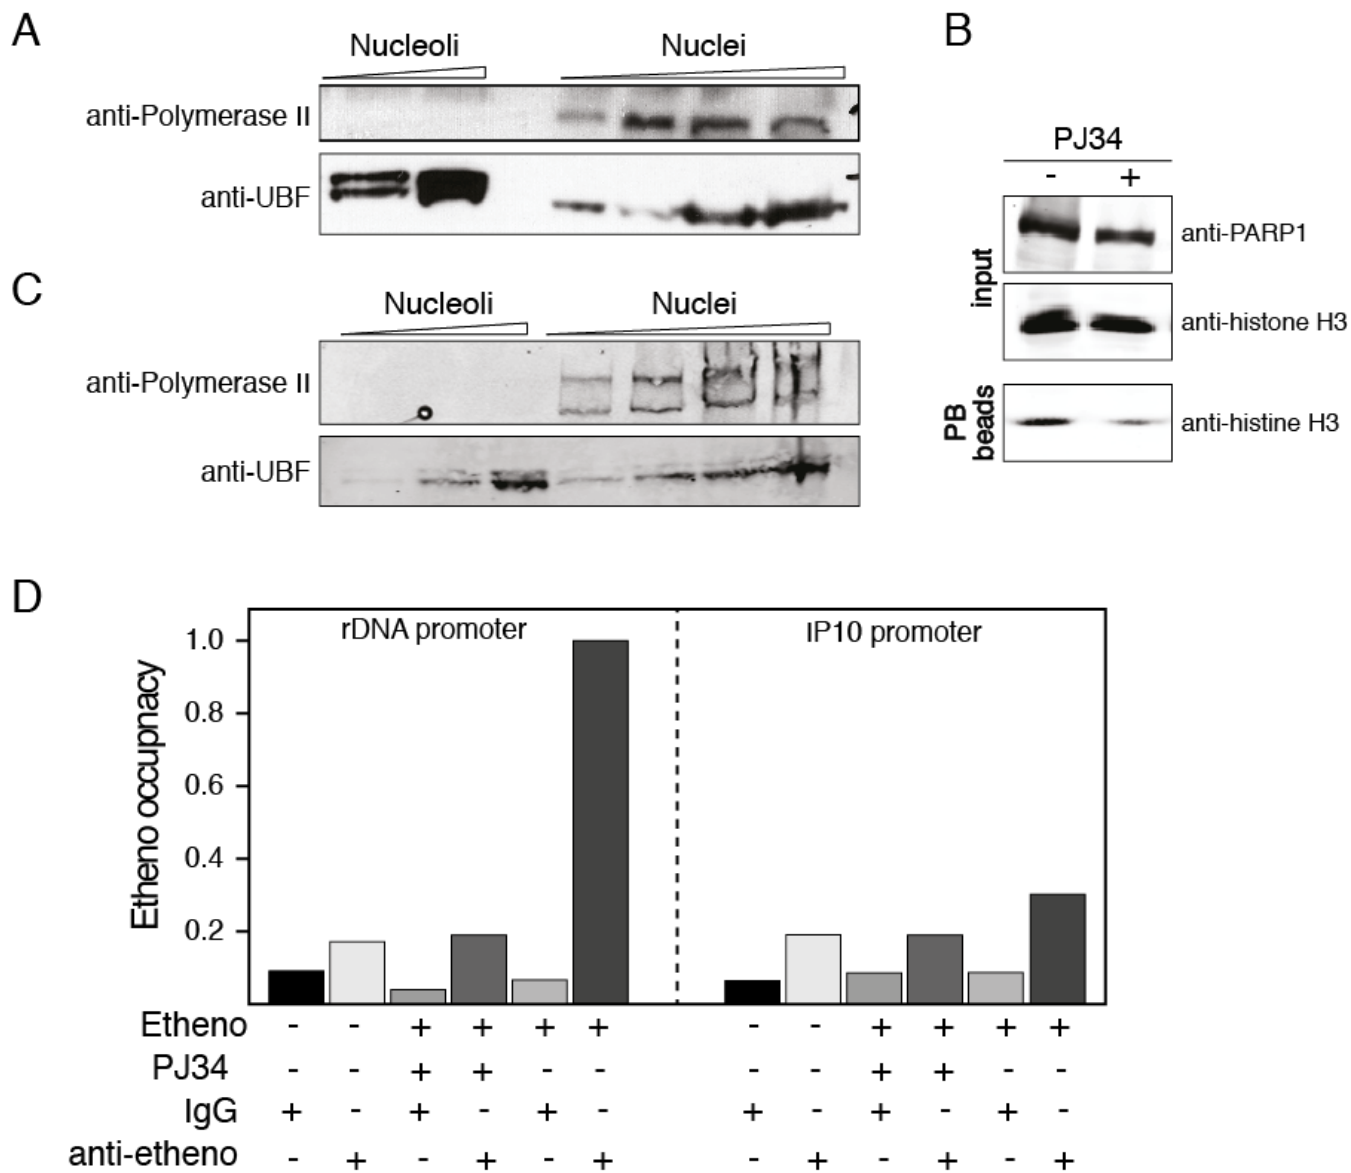 A
Nucleoli Nuclei
anti-Polymerase II
anti-UBF
B
PJ34
- +
input
anti-PARP1
anti-histone H3
PB
beads
anti-histine H3
C
Nucleoli Nuclei
anti-Polymerase II
anti-UBF
D
rDNA promoter IP10 promoter
Etheno occupnacy
1.0
0.8
0.6
0.4
0.2
Etheno - - + + + + - - + + + +
PJ34 - - + + - - - - + + - -
IgG + - + - + - + - + - + -
anti-etheno - + - + - + - + - + - +